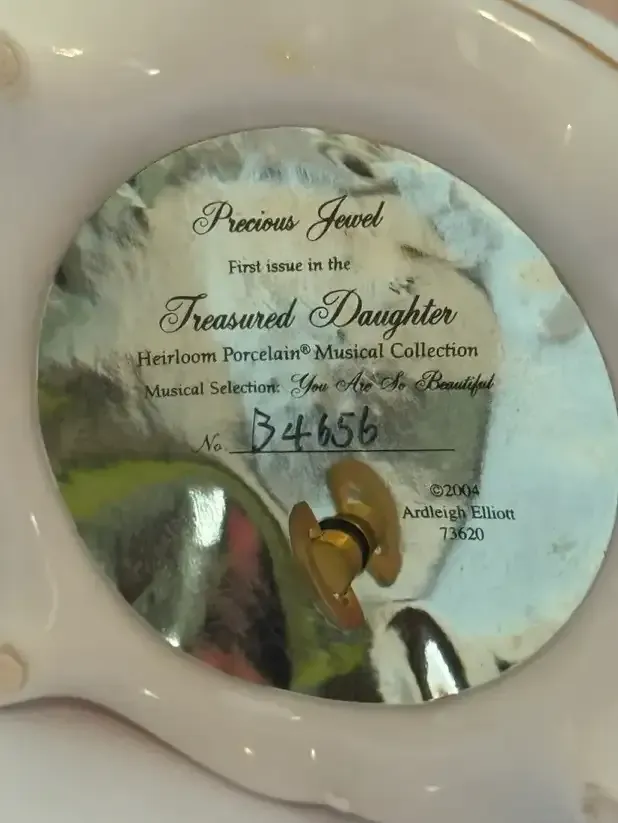 Precious Jewel
First issue in the
Treasured Daughter
Heirloom Porcelain® Musical Collection
Musical Selection: You Are So Beautiful
No. B4656
©2004
Ardleigh Elliott
73620